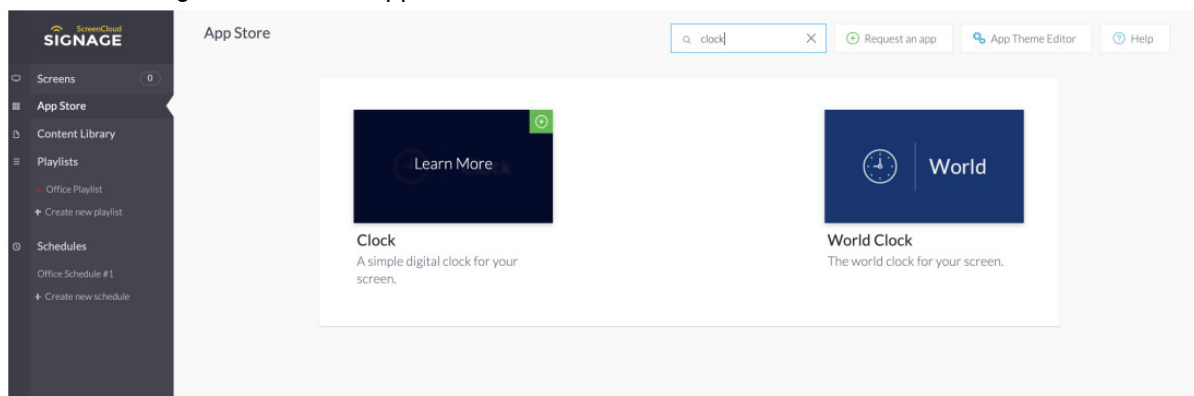 ScreenCloud
SIGNAGE
App Store
clock
Request an app
App Theme Editor
Help
Screens
0
App Store
Content Library
Playlists
Office Playlist
+ Create new playlist
Schedules
Office Schedule #1
+ Create new schedule
Learn More
Clock
A simple digital clock for your
screen.
World
World Clock
The world clock for your screen.